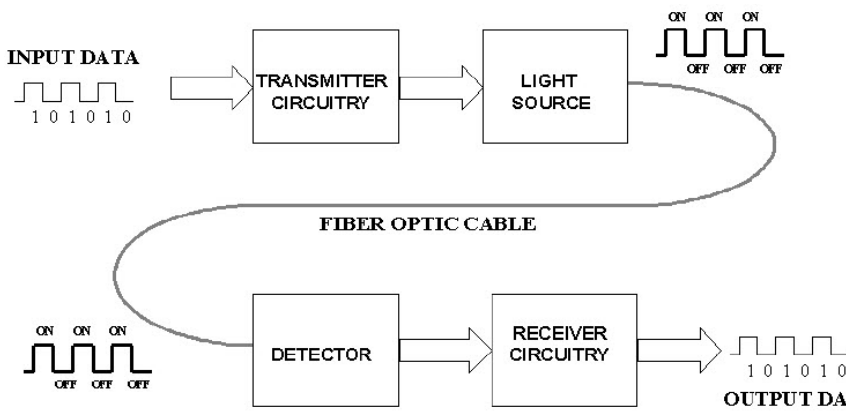 ON ON ON
OFF OFF OFF
INPUT DATA
1 0 1 0 1 0
TRANSMITTER
CIRCUITRY
LIGHT
SOURCE
FIBER OPTIC CABLE
ON ON ON
OFF OFF OFF
DETECTOR
RECEIVER
CIRCUITRY
1 0 1 0 1 0
OUTPUT DA